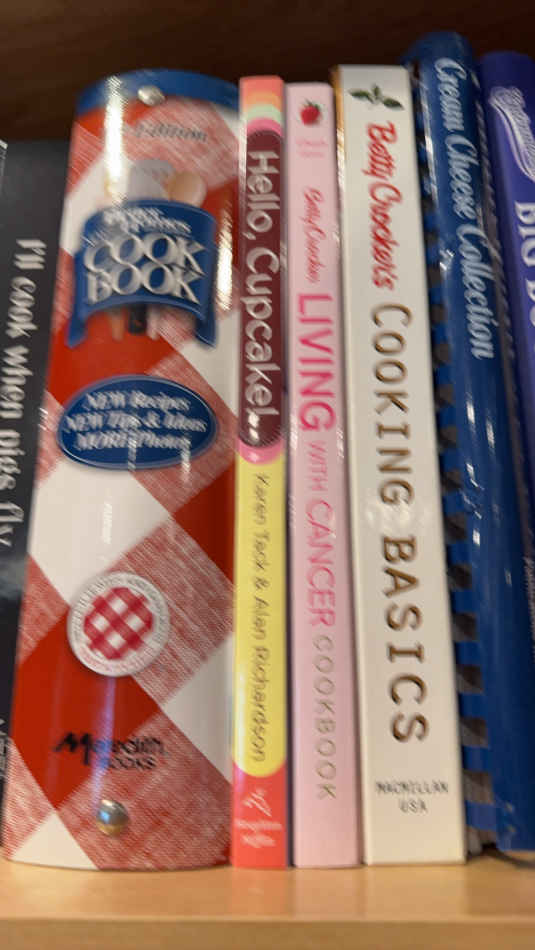 I'll cook when pigs fly
Edition
COOK
BOOK
NEW Recipes
NEW Tips & Ideas
MORE Photos
Meredith
BOOKS
Hello, Cupcake!
Karen Tack & Alan Richardson
Betty Crocker
LIVING WITH CANCER COOKBOOK
Betty Crocker's COOKING BASICS
MACMILLAN
USA
Cream Cheese Collection
BIG